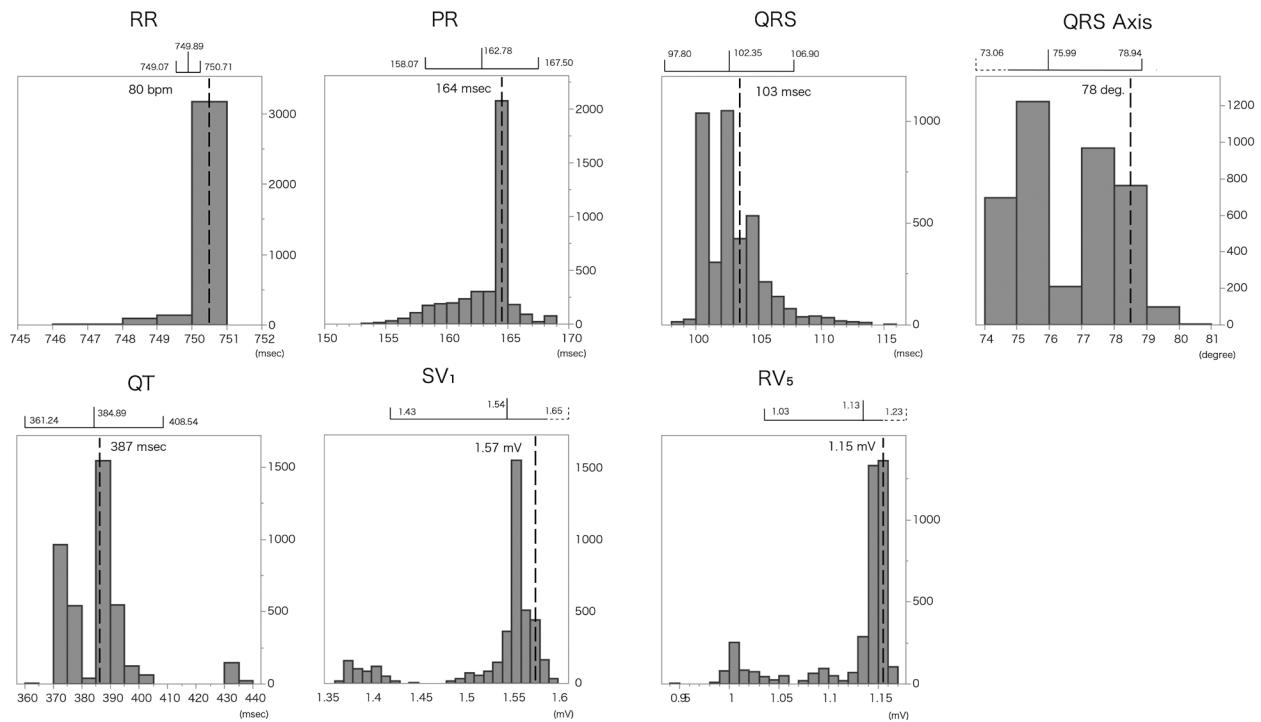 RR
749.89
749.07 750.71
80 bpm
3000
2000
1000
0
745 746 747 748 749 750 751 752
(msec)
PR
162.78
158.07 167.50
164 msec
2000
1500
1000
500
0
150 155 160 165 170
(msec)
QRS
97.80 102.35 106.90
103 msec
1000
500
0
100 105 110 115
(msec)
QRS Axis
73.06 75.99 78.94
78 deg.
1200
1000
800
600
400
200
0
74 75 76 77 78 79 80 81
(degree)
QT
361.24 384.89 408.54
387 msec
1500
1000
500
0
360 370 380 390 400 410 420 430 440
(msec)
SV₁
1.54
1.43 1.65
1.57 mV
1500
1000
500
0
1.35 1.4 1.45 1.5 1.55 1.6
(mV)
RV₅
1.03 1.13 1.23
1.15 mV
1000
500
0
0.95 1 1.05 1.1 1.15
(mV)